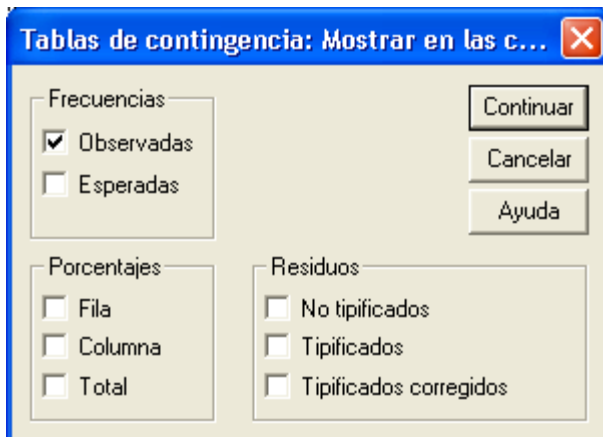 Tablas de contingencia: Mostrar en las c...
Frecuencias
Observadas
Esperadas
Continuar
Cancelar
Ayuda
Porcentajes
Fila
Columna
Total
Residuos
No tipificados
Tipificados
Tipificados corregidos